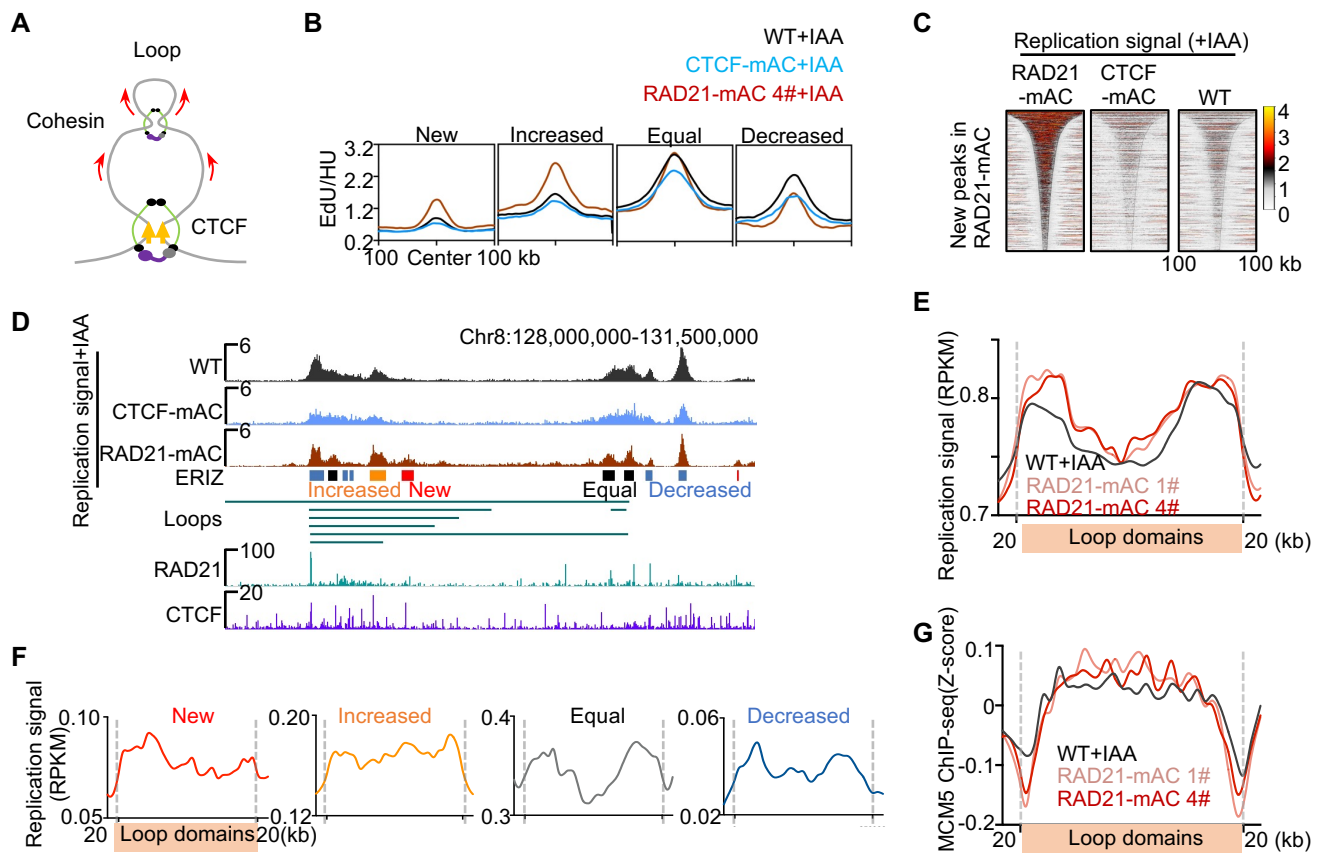 A
Loop
Cohesin
CTCF
B
WT+IAA
CTCF-mAC+IAA
RAD21-mAC 4#+IAA
New
Increased
Equal
Decreased
EdU/HU
3.2
2.2
1.2
0.2
100 Center 100 kb
C
Replication signal (+IAA)
RAD21
-mAC
CTCF
-mAC
WT
New peaks in
RAD21-mAC
4
3
2
1
0
100
100 kb
D
Replication signal+IAA
Chr8:128,000,000-131,500,000
6
WT
6
CTCF-mAC
6
RAD21-mAC
ERIZ
Increased New Equal Decreased
Loops
100
RAD21
20
CTCF
E
Replication signal (RPKM)
0.8
0.7
WT+IAA
RAD21-mAC 1#
RAD21-mAC 4#
20 Loop domains 20 (kb)
F
Replication signal
(RPKM)
New
0.10
0.05
20 Loop domains 20(kb)
Increased
0.20
0.12
Equal
0.4
0.3
Decreased
0.06
0.02
G
MCM5 ChIP-seq(Z-score)
0.1
0
-0.1
-0.2
WT+IAA
RAD21-mAC 1#
RAD21-mAC 4#
20 Loop domains 20 (kb)